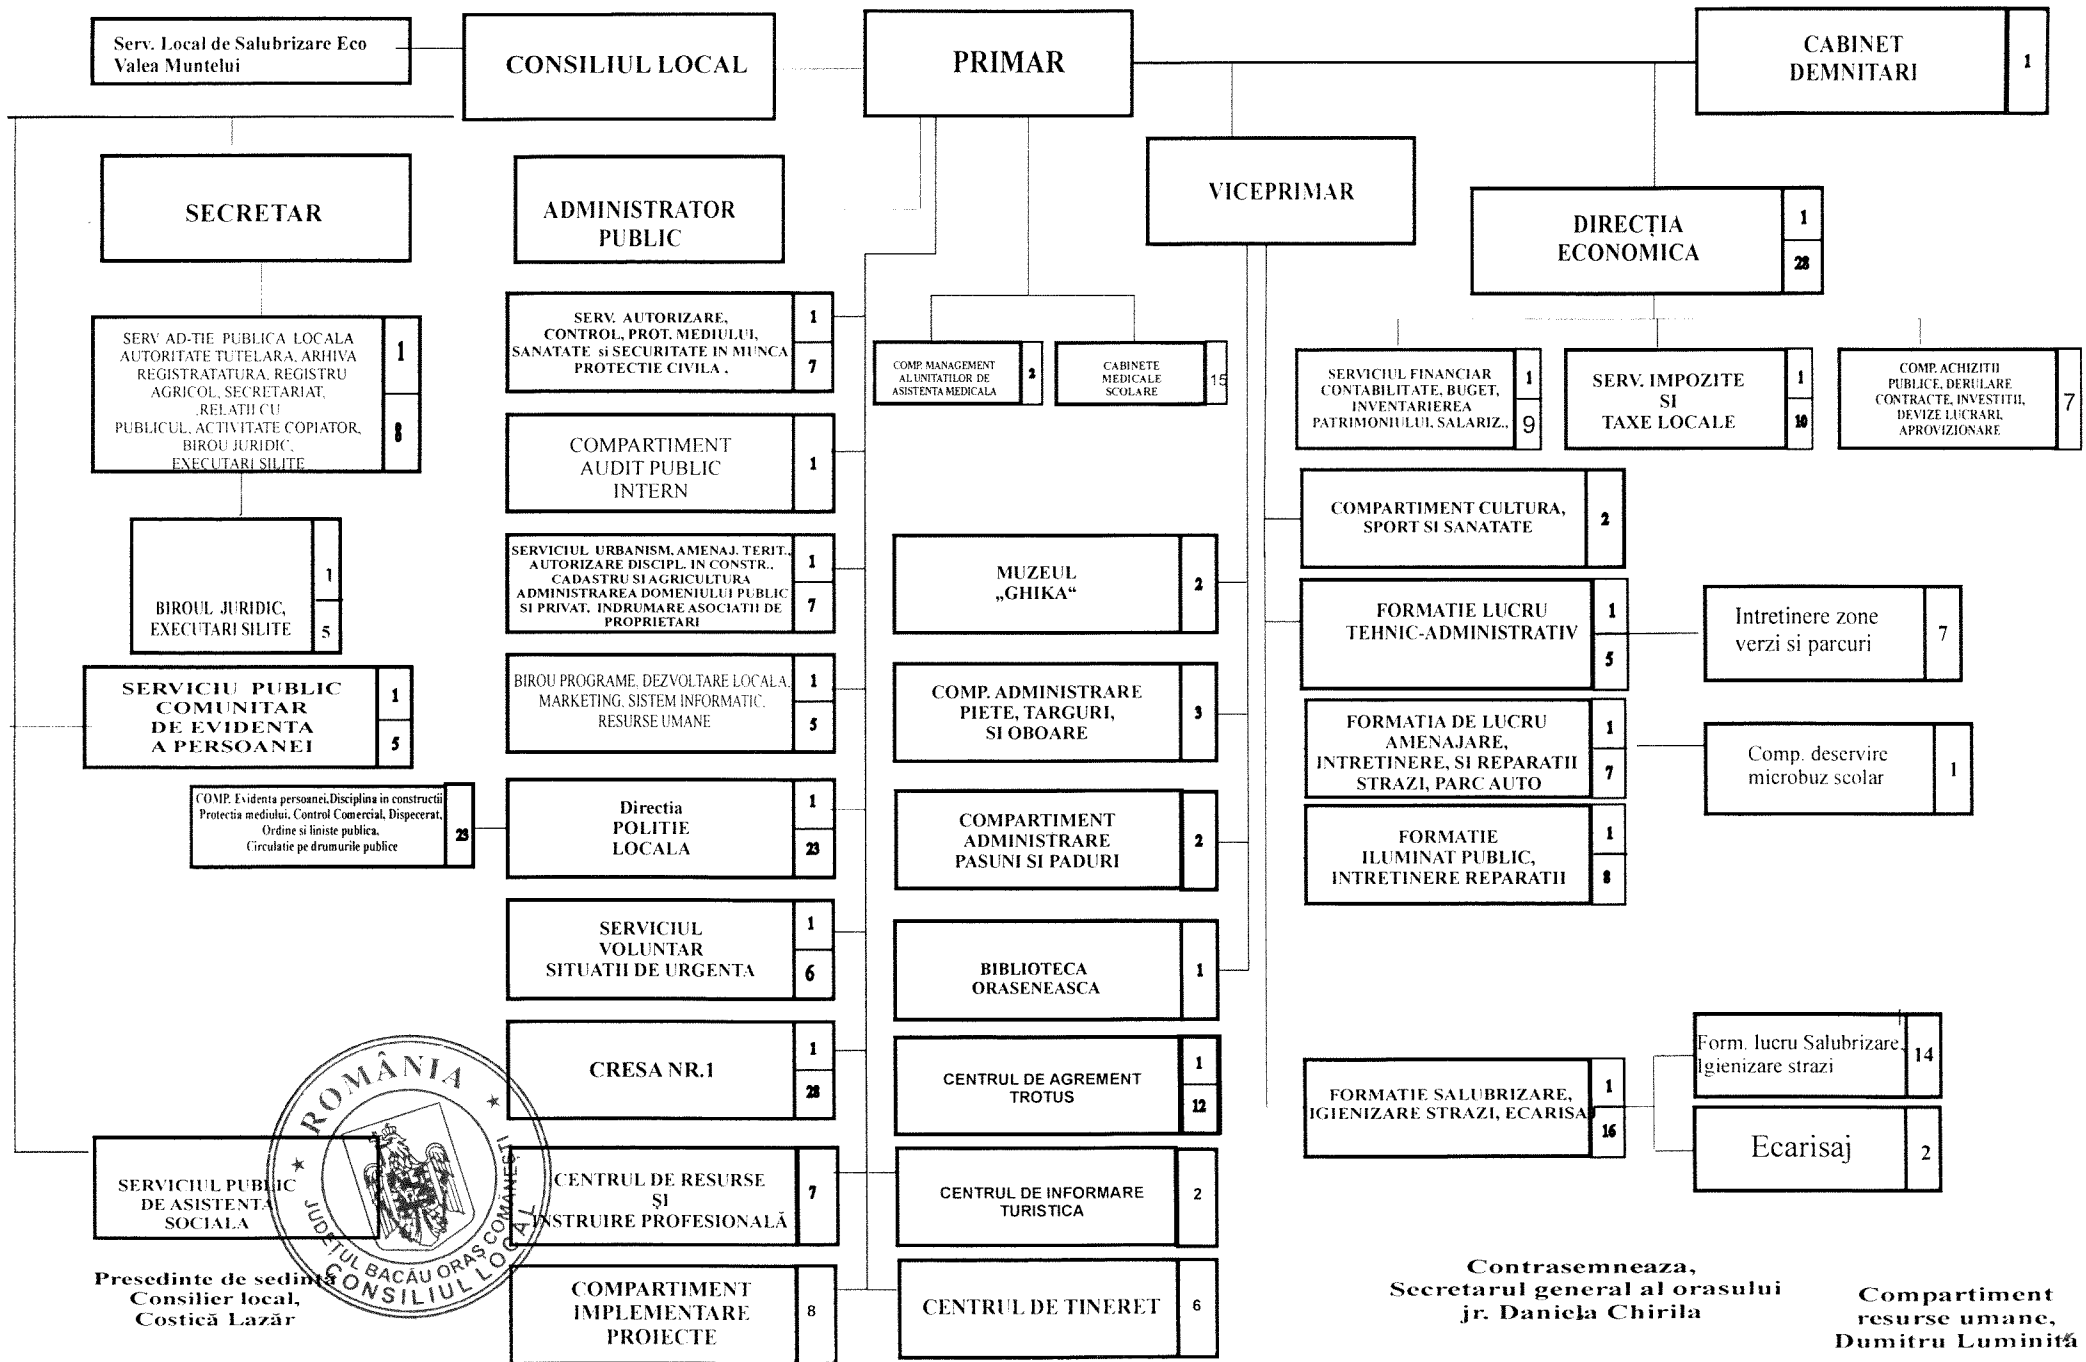 Serv. Local de Salubrizare Eco
Valea Muntelui
CONSILIUL LOCAL
PRIMAR
CABINET
DEMNITARI
1
SECRETAR
ADMINISTRATOR
PUBLIC
VICEPRIMAR
DIRECȚIA
ECONOMICA
1
28
SERV AD-TIE PUBLICA LOCALA
AUTORITATE TUTELARA, ARHIVA
REGISTRATATURA, REGISTRU
AGRICOL, SECRETARIAT,
,RELATII CU
PUBLICUL, ACTIVITATE COPIATOR,
BIROU JURIDIC,
EXECUTARI SILITE
1
8
SERV. AUTORIZARE,
CONTROL, PROT. MEDIULUI,
SANATATE si SECURITATE IN MUNCA
PROTECTIE CIVILA .
1
7
COMP. MANAGEMENT
AL UNITATILOR DE
ASISTENTA MEDICALA
2
CABINETE
MEDICALE
SCOLARE
15
SERVICIUL FINANCIAR
CONTABILITATE, BUGET,
INVENTARIEREA
PATRIMONIULUI, SALARIZ.,
1
9
SERV. IMPOZITE
SI
TAXE LOCALE
1
10
COMP. ACHIZITII
PUBLICE, DERULARE
CONTRACTE, INVESTITII,
DEVIZE LUCRARI,
APROVIZIONARE
7
COMPARTIMENT
AUDIT PUBLIC
INTERN
1
COMPARTIMENT CULTURA,
SPORT SI SANATATE
2
BIROUL JURIDIC,
EXECUTARI SILITE
1
5
SERVICIUL URBANISM, AMENAJ. TERIT.,
AUTORIZARE DISCIPL. IN CONSTR.,
CADASTRU SI AGRICULTURA
ADMINISTRAREA DOMENIULUI PUBLIC
SI PRIVAT, INDRUMARE ASOCIATII DE
PROPRIETARI
1
7
MUZEUL
„GHIKA“
2
FORMATIE LUCRU
TEHNIC-ADMINISTRATIV
1
5
Intretinere zone
verzi si parcuri
7
SERVICIU PUBLIC
COMUNITAR
DE EVIDENTA
A PERSOANEI
1
5
BIROU PROGRAME, DEZVOLTARE LOCALA,
MARKETING, SISTEM INFORMATIC,
RESURSE UMANE
1
5
COMP. ADMINISTRARE
PIETE, TARGURI,
SI OBOARE
3
FORMATIA DE LUCRU
AMENAJARE,
INTRETINERE, SI REPARATII
STRAZI, PARC AUTO
1
7
Comp. deservire
microbuz scolar
1
COMP. Evidenta persoanei,Disciplina in constructii
Protectia mediului, Control Comercial, Dispecerat,
Ordine si liniste publica,
Circulatie pe drumurile publice
23
Directia
POLITIE
LOCALA
1
23
COMPARTIMENT
ADMINISTRARE
PASUNI SI PADURI
2
FORMATIE
ILUMINAT PUBLIC,
INTRETINERE REPARATII
1
8
SERVICIUL
VOLUNTAR
SITUATII DE URGENTA
1
6
BIBLIOTECA
ORASENEASCA
1
CRESA NR.1
1
28
CENTRUL DE AGREMENT
TROTUS
1
12
FORMATIE SALUBRIZARE,
IGIENIZARE STRAZI, ECARISAJ
1
16
Form. lucru Salubrizare,
Igienizare strazi
14
Ecarisaj
2
SERVICIUL PUBLIC
DE ASISTENTA
SOCIALA
ROMÂNIA
JUDEȚUL BACĂU ORAȘ COMĂNEȘTI
CONSILIUL LOCAL
CENTRUL DE RESURSE
ȘI
INSTRUIRE PROFESIONALĂ
7
CENTRUL DE INFORMARE
TURISTICA
2
COMPARTIMENT
IMPLEMENTARE
PROIECTE
8
CENTRUL DE TINERET
6
Presedinte de sedință
Consilier local,
Costică Lazăr
Contrasemneaza,
Secretarul general al orasului
jr. Daniela Chirila
Compartiment
resurse umane,
Dumitru Luminită